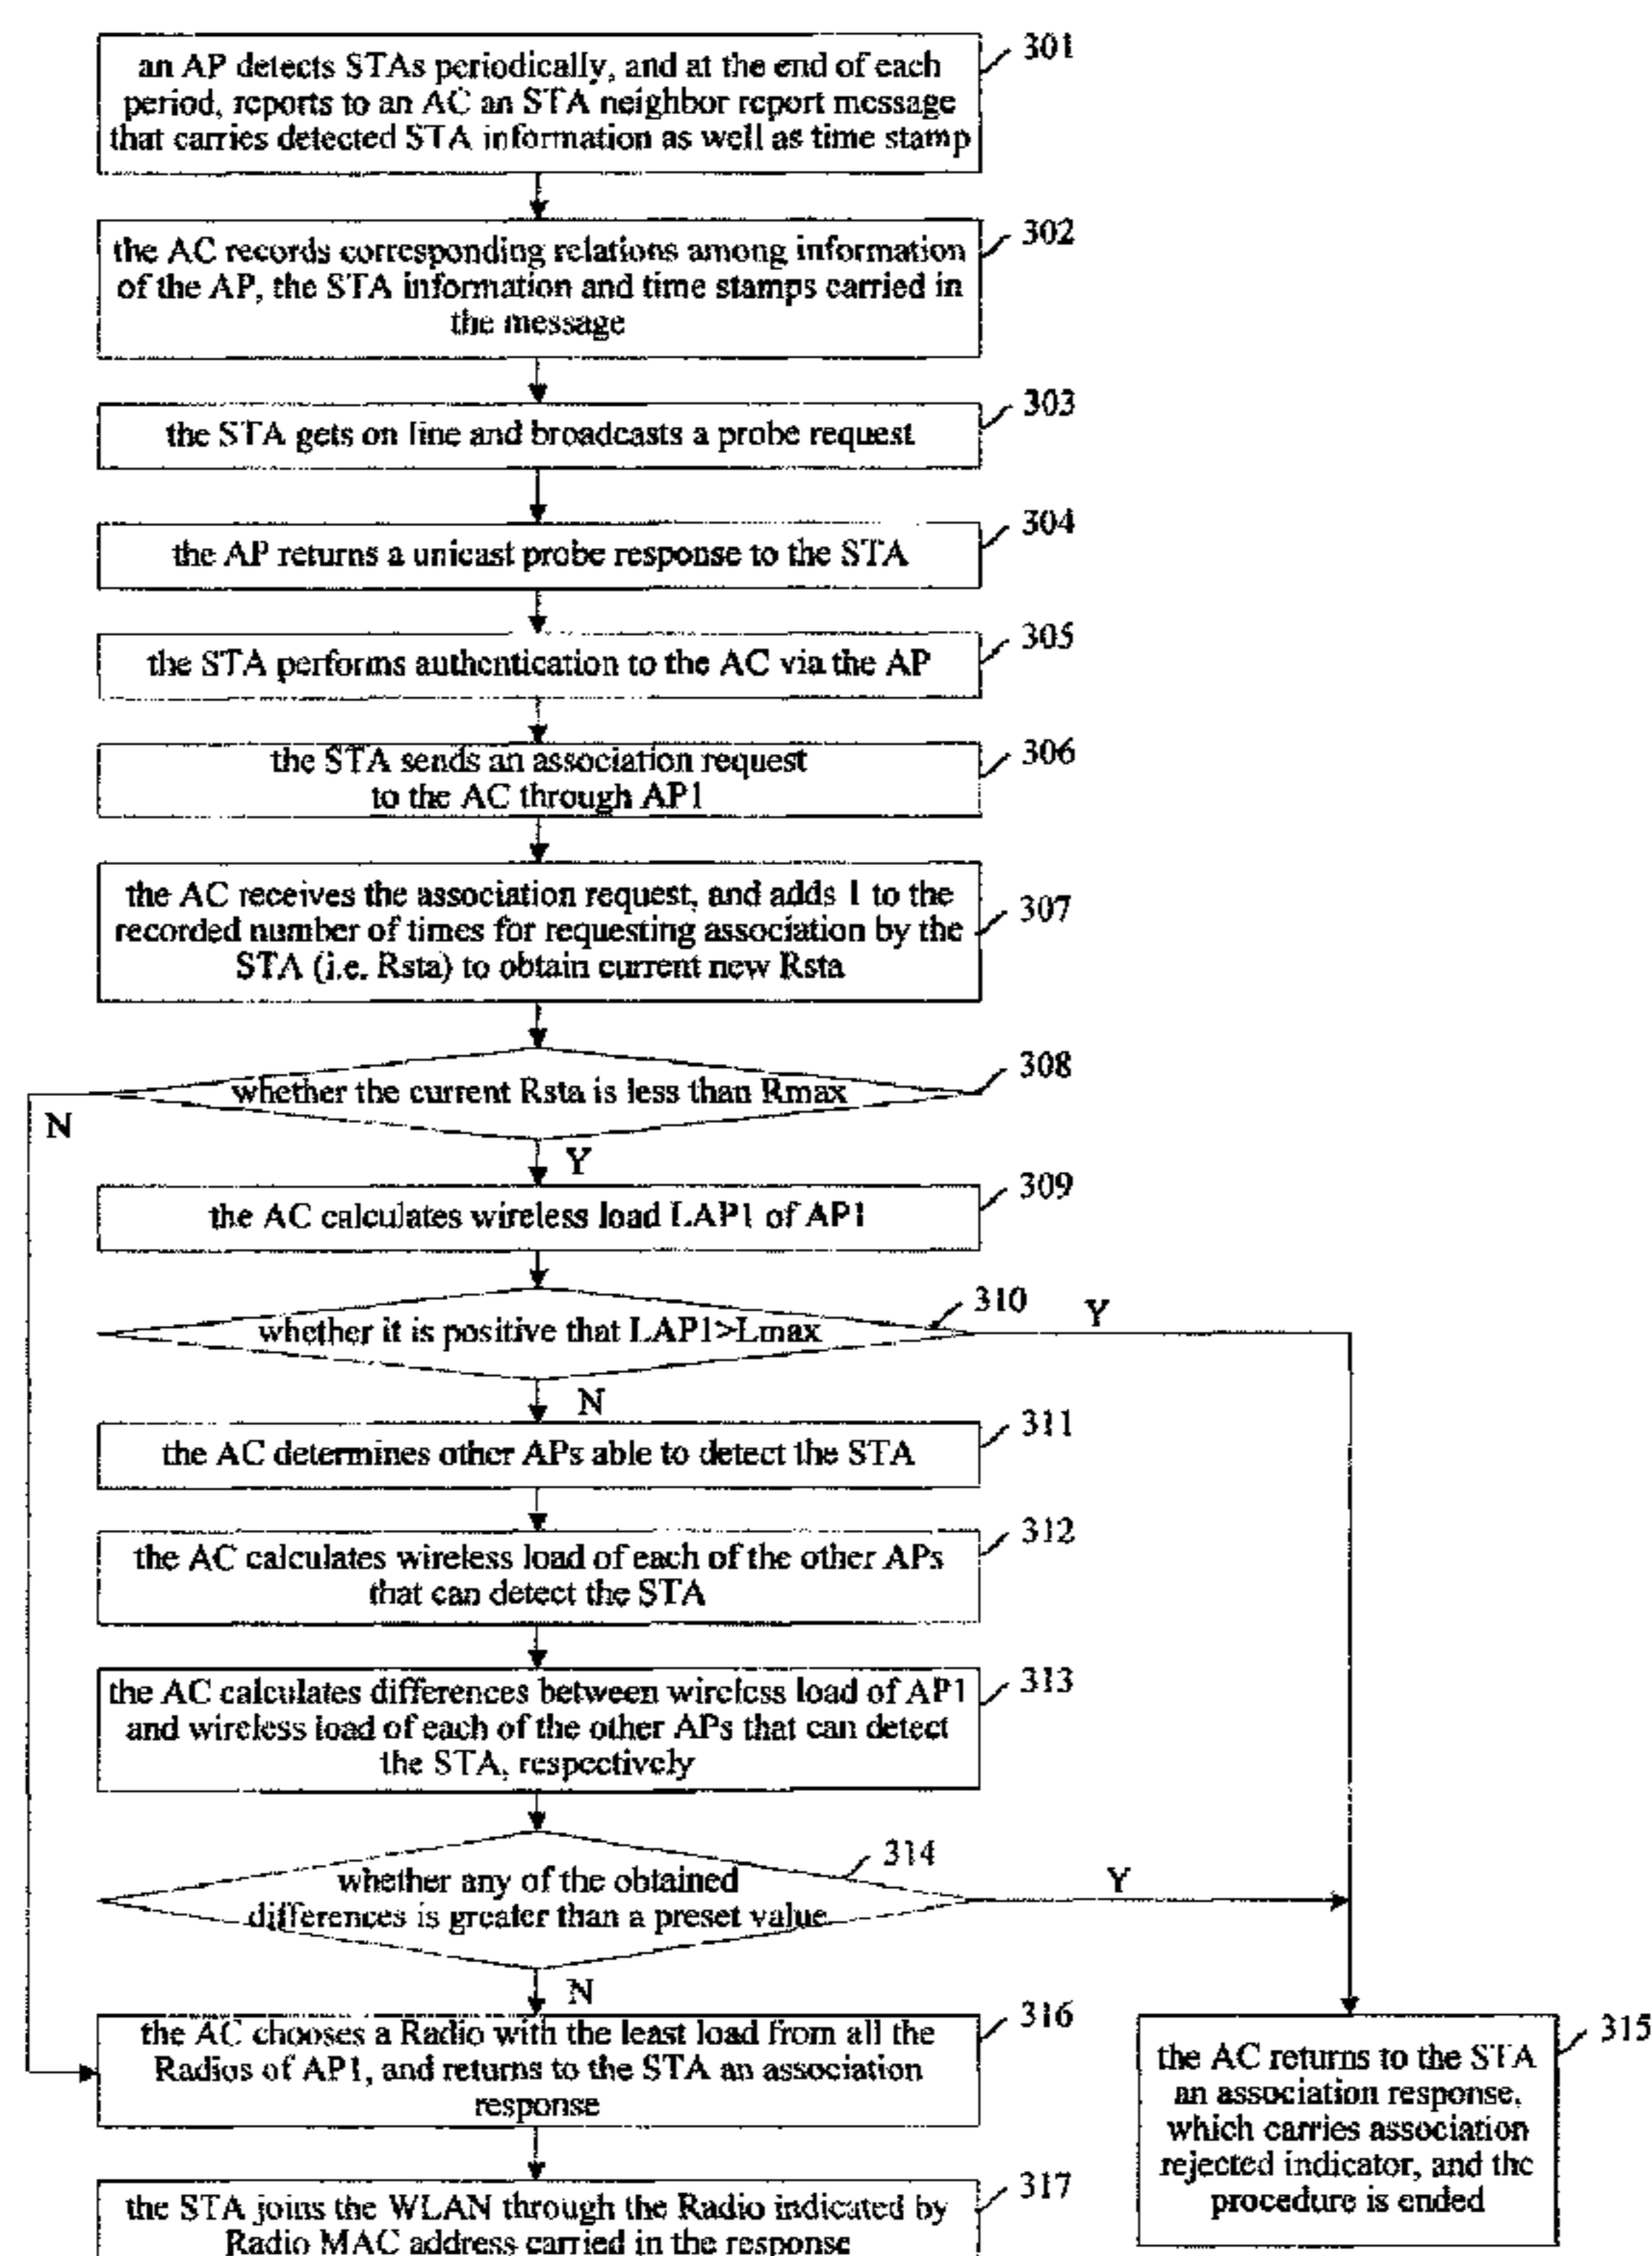 an AP detects STAs periodically, and at the end of each
period, reports to an AC an STA neighbor report message
that carries detected STA information as well as time stamp
301
the AC records corresponding relations among information
of the AP, the STA information and time stamps carried in
the message
302
the STA gets on line and broadcasts a probe request
303
the AP returns a unicast probe response to the STA
304
the STA performs authentication to the AC via the AP
305
the STA sends an association request
to the AC through AP1
306
the AC receives the association request, and adds 1 to the
recorded number of times for requesting association by the
STA (i.e. Rsta) to obtain current new Rsta
307
whether the current Rsta is less than Rmax
308
N
Y
the AC calculates wireless load LAP1 of AP1
309
whether it is positive that LAP1>Lmax
310
Y
N
the AC determines other APs able to detect the STA
311
the AC calculates wireless load of each of the other APs
that can detect the STA
312
the AC calculates differences between wireless load of AP1
and wireless load of each of the other APs that can detect
the STA, respectively
313
whether any of the obtained
differences is greater than a preset value
314
Y
N
the AC chooses a Radio with the least load from all the
Radios of AP1, and returns to the STA an association
response
316
the AC returns to the STA
an association response,
which carries association
rejected indicator, and the
procedure is ended
315
the STA joins the WLAN through the Radio indicated by
Radio MAC address carried in the response
317